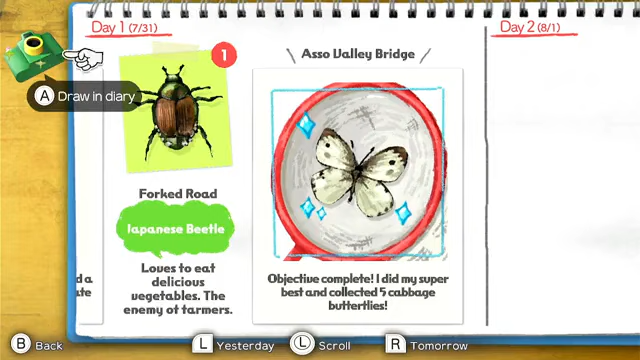 Day 1 (7/31)
Day 2 (8/1)
A Draw in diary
1
Forked Road
Japanese Beetle
Loves to eat
delicious
vegetables. The
enemy of farmers.
Asso Valley Bridge
Objective complete! I did my super
best and collected 5 cabbage
butterflies!
d a
B Back
L Yesterday
L Scroll
R Tomorrow